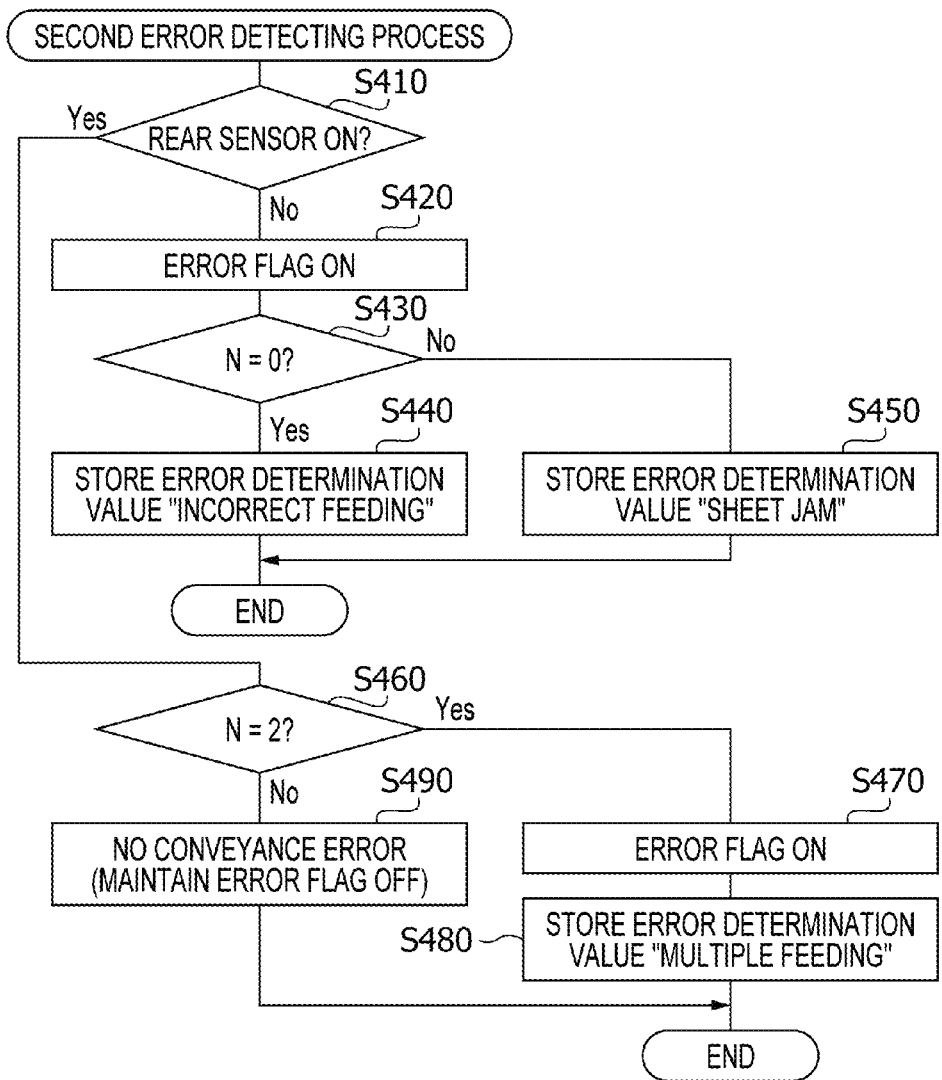 SECOND ERROR DETECTING PROCESS
S410
Yes
REAR SENSOR ON?
No
S420
ERROR FLAG ON
S430
No
N = 0?
Yes
S440
S450
STORE ERROR DETERMINATION
VALUE "INCORRECT FEEDING"
STORE ERROR DETERMINATION
VALUE "SHEET JAM"
END
S460
Yes
N = 2?
No
S490
S470
NO CONVEYANCE ERROR
(MAINTAIN ERROR FLAG OFF)
ERROR FLAG ON
S480
STORE ERROR DETERMINATION
VALUE "MULTIPLE FEEDING"
END